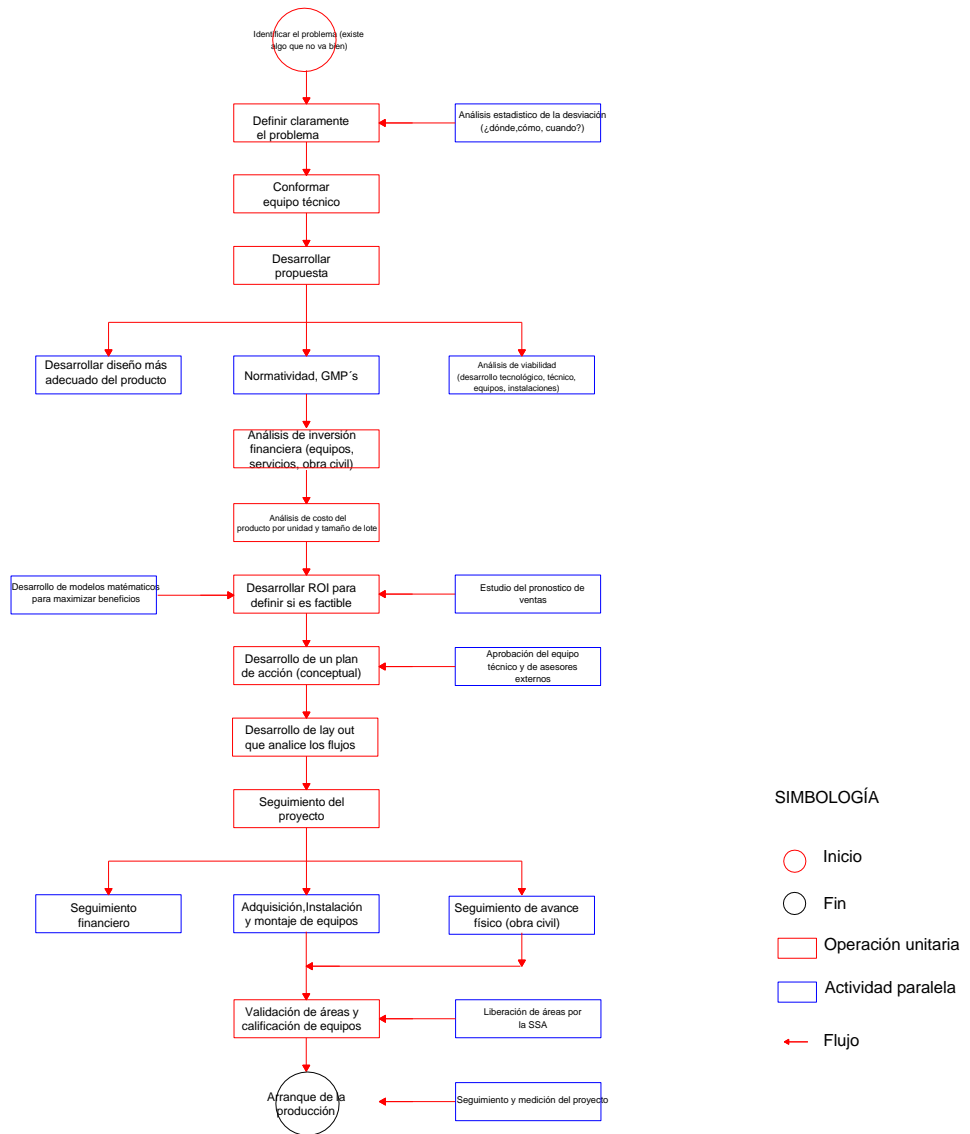 Identificar el problema (existe
algo que no va bien)
Definir claramente
el problema
Análisis estadistico de la desviación
(¿dónde,cómo, cuando?)
Conformar
equipo técnico
Desarrollar
propuesta
Desarrollar diseño más
adecuado del producto
Normatividad, GMP´s
Análisis de viabilidad
(desarrollo tecnológico, técnico,
equipos, instalaciones)
Análisis de inversión
financiera (equipos,
servicios, obra civil)
Análisis de costo del
producto por unidad y tamaño de lote
Desarrollo de modelos matématicos
para maximizar beneficios
Desarrollar ROI para
definir si es factible
Estudio del pronostico de
ventas
Desarrollo de un plan
de acción (conceptual)
Aprobación del equipo
técnico y de asesores
externos
Desarrollo de lay out
que analice los flujos
Seguimiento del
proyecto
Seguimiento
financiero
Adquisición,Instalación
y montaje de equipos
Seguimiento de avance
físico (obra civil)
Validación de áreas y
calificación de equipos
Liberación de áreas por
la SSA
Arranque de la
producción
Seguimiento y medición del proyecto
SIMBOLOGÍA
Inicio
Fin
Operación unitaria
Actividad paralela
Flujo